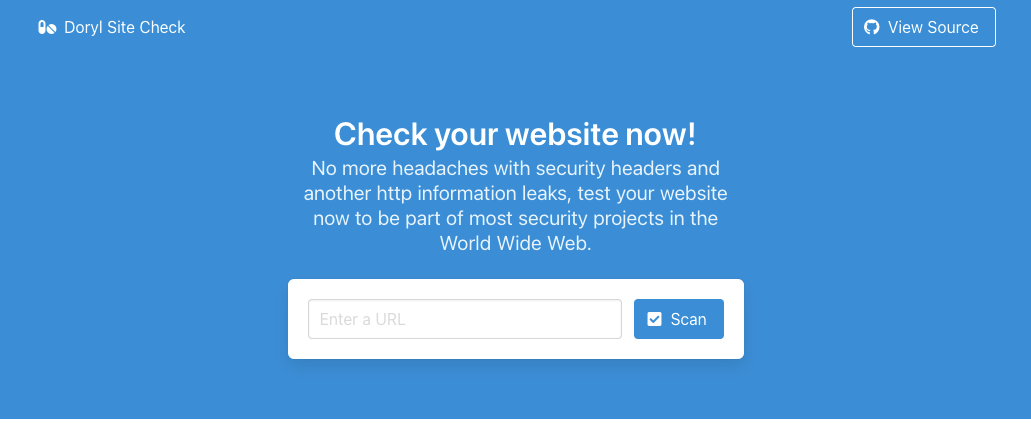 Doryl Site Check
View Source
Check your website now!
No more headaches with security headers and
another http information leaks, test your website
now to be part of most security projects in the
World Wide Web.
Enter a URL
Scan